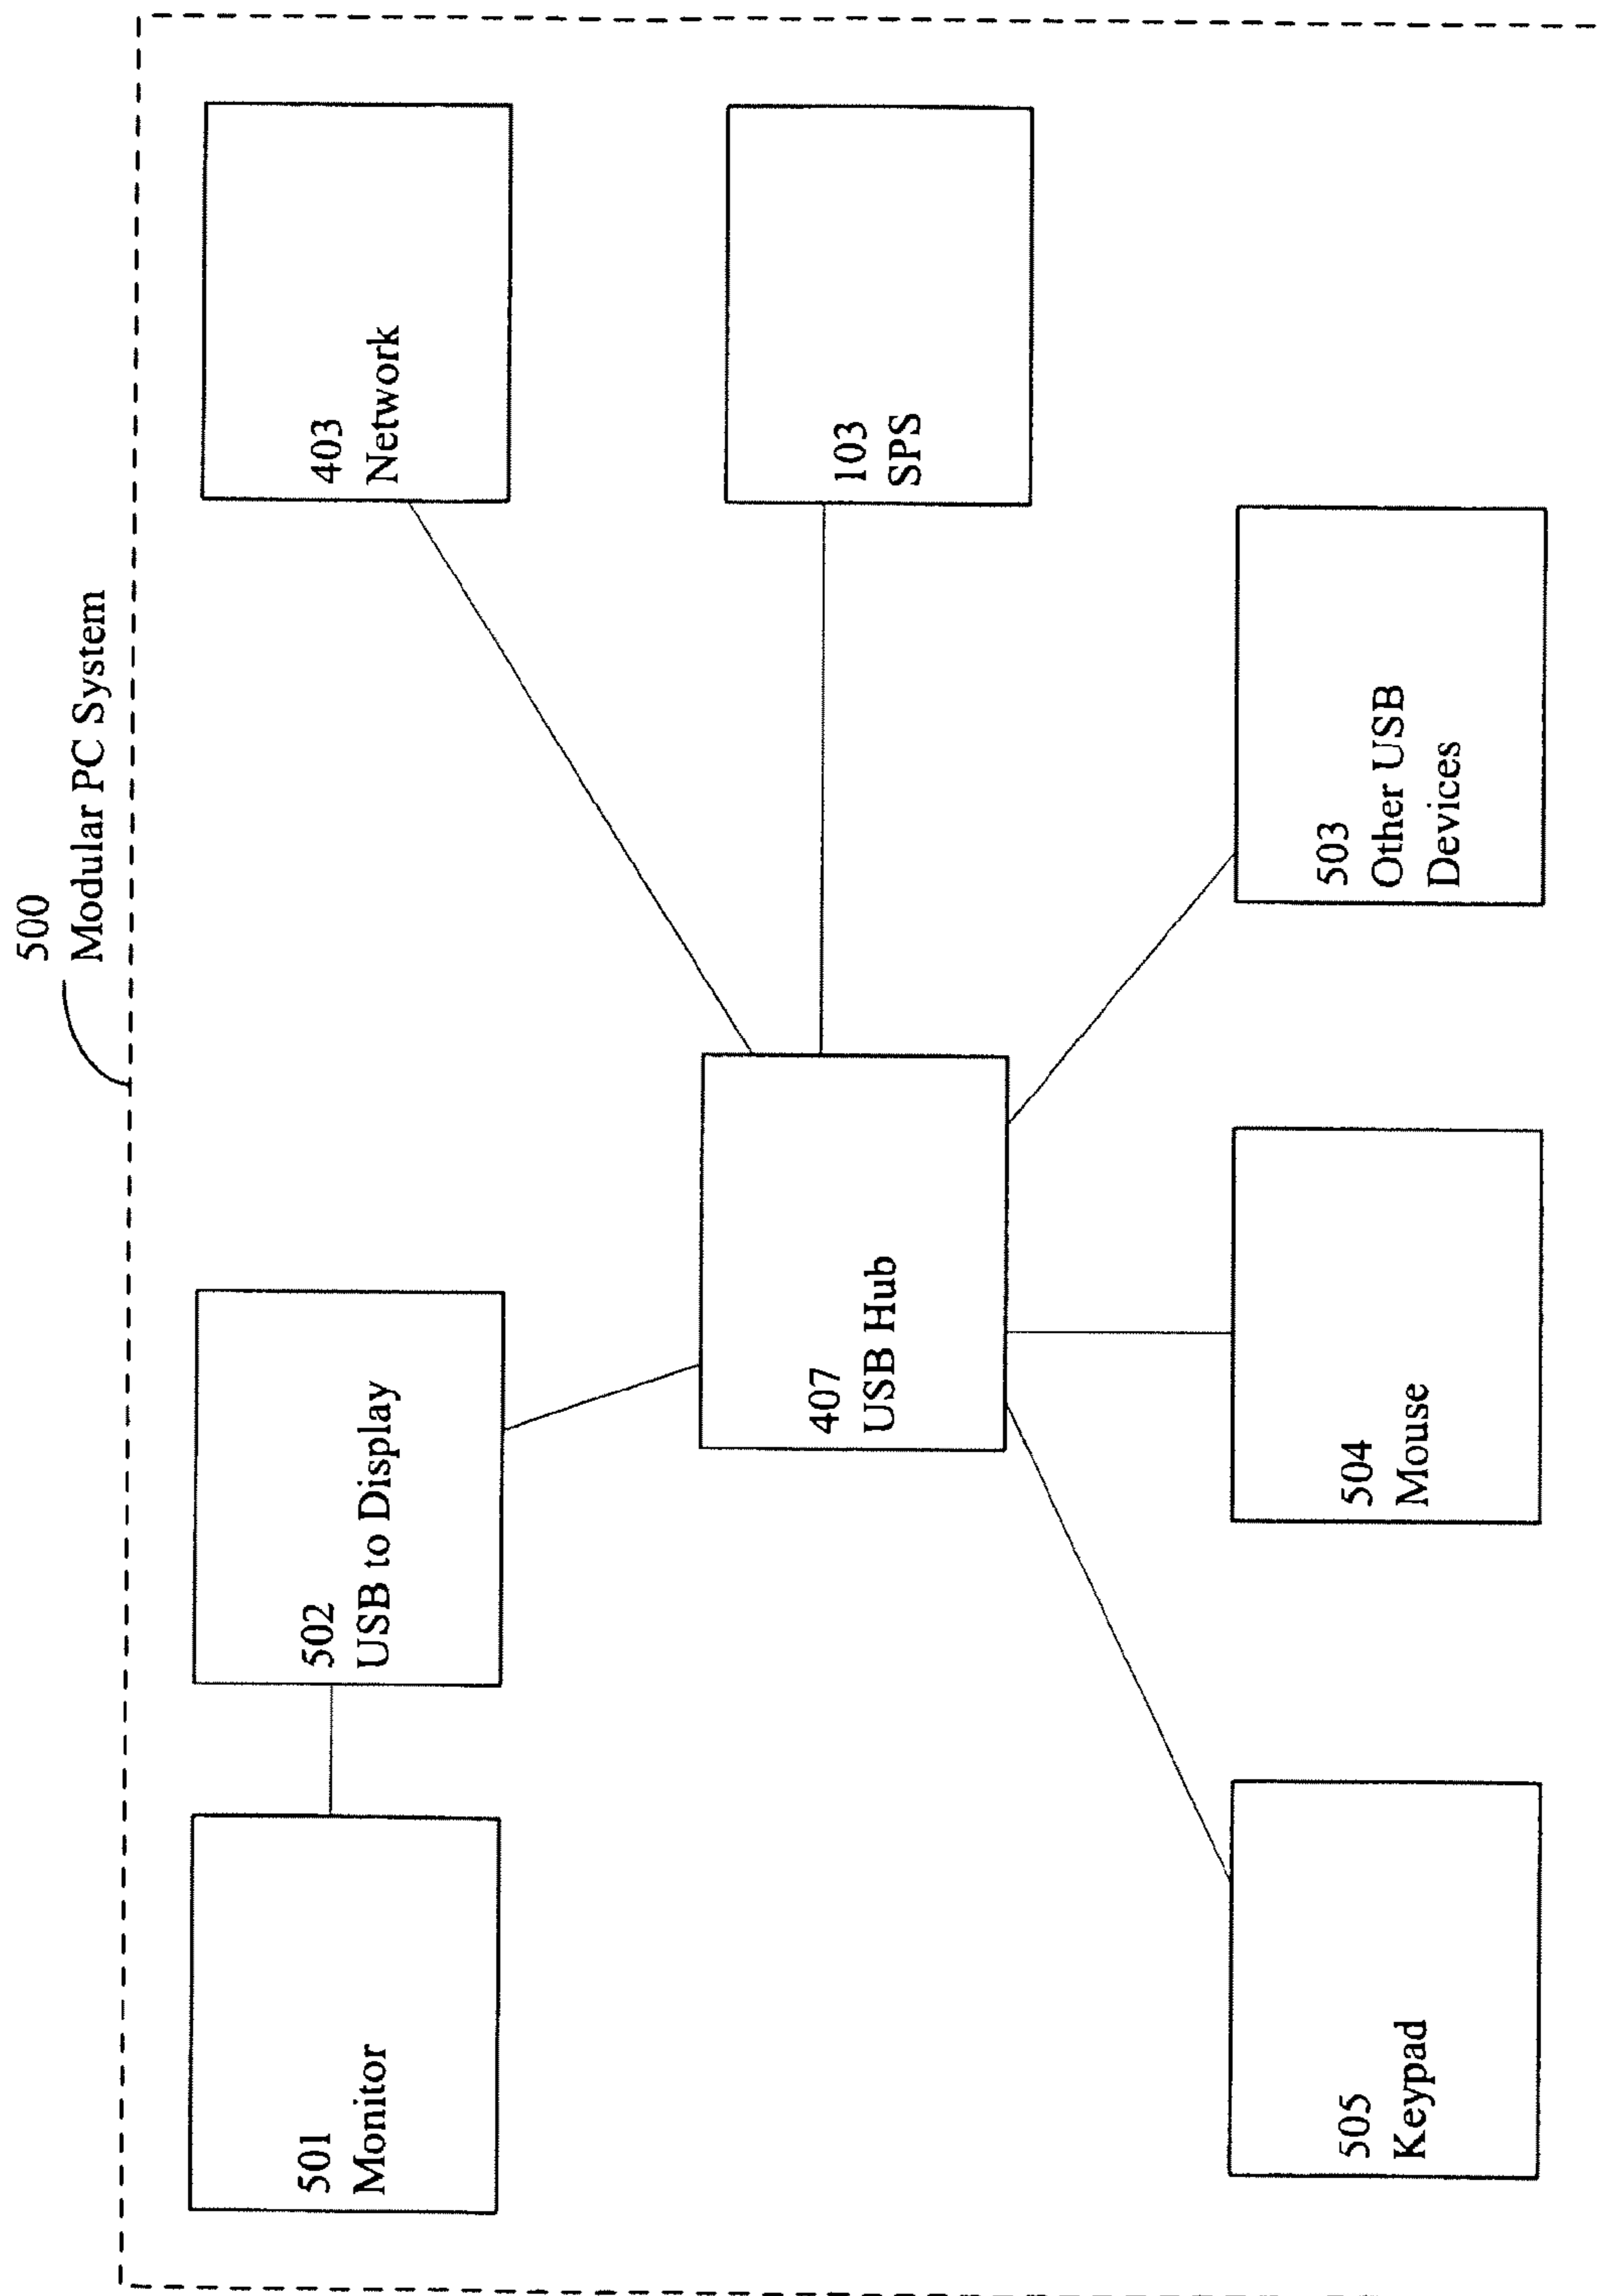 500
Modular PC System
501
Monitor
502
USB to Display
403
Network
407
USB Hub
103
SPS
505
Keypad
504
Mouse
503
Other USB
Devices